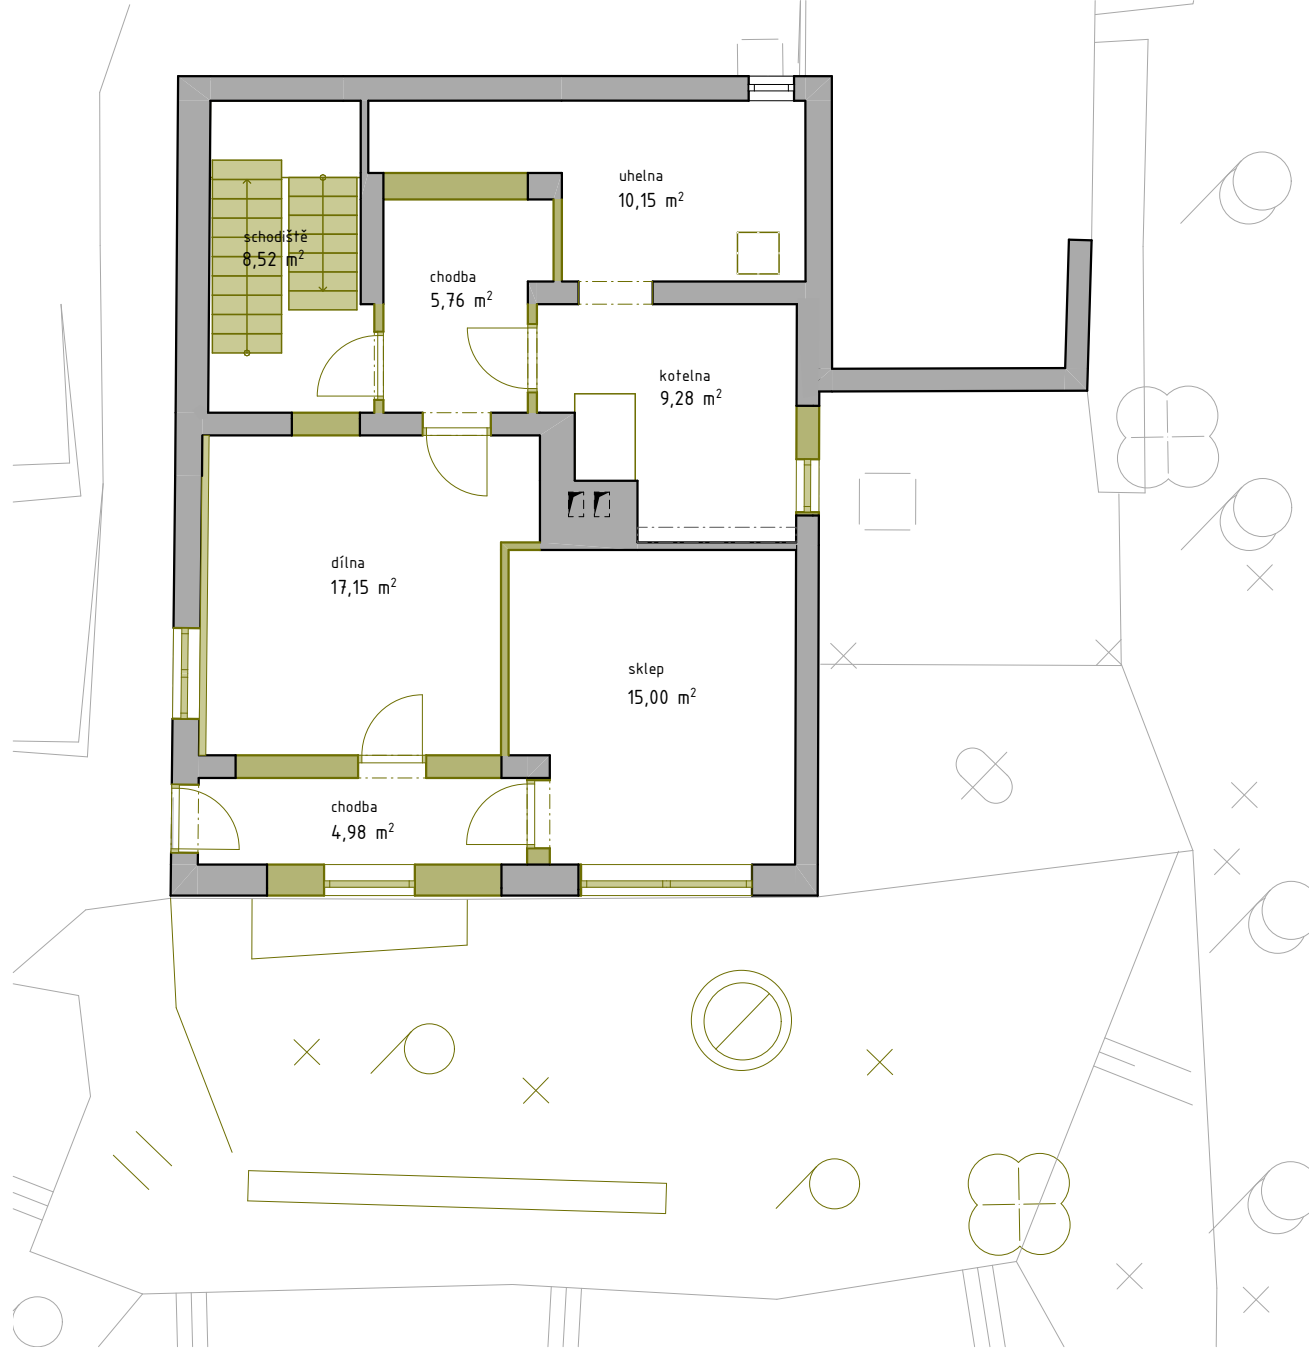 uhelna
10,15 m²
schodiště
8,52 m²
chodba
5,76 m²
kotelna
9,28 m²
dílna
17,15 m²
sklep
15,00 m²
chodba
4,98 m²